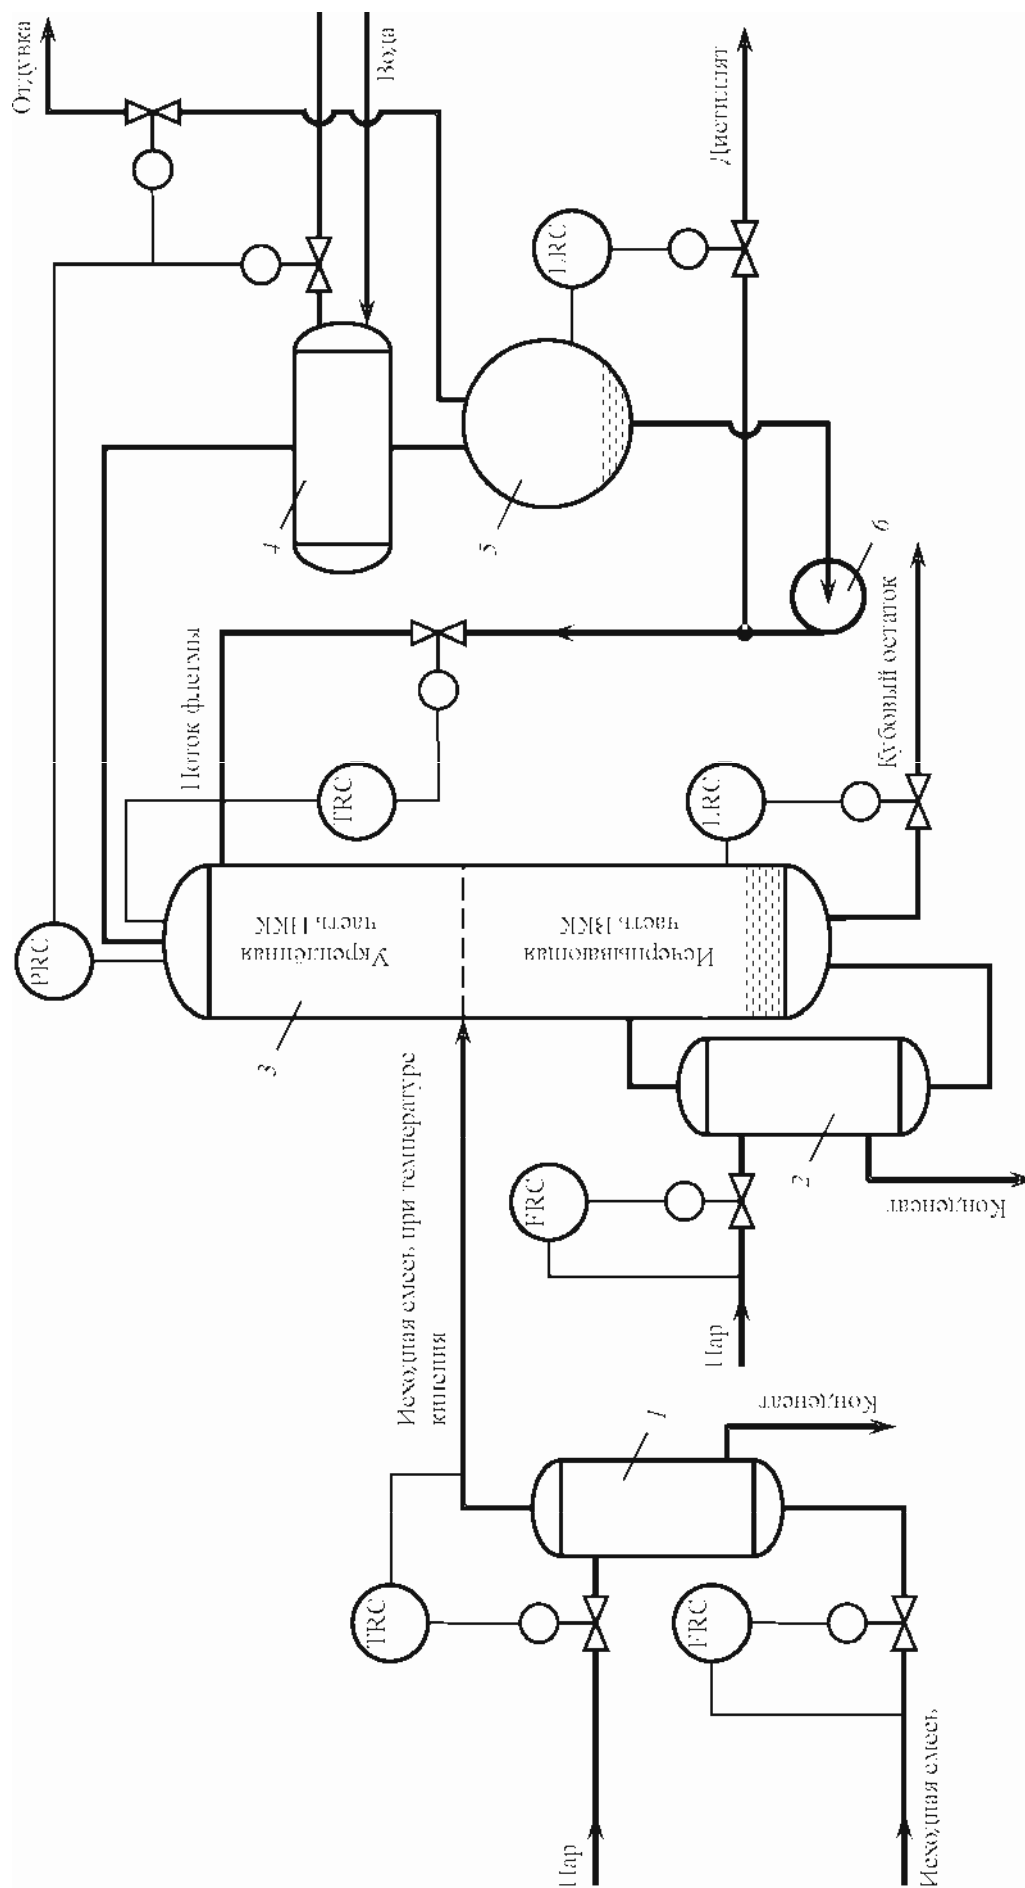 Отдувка
Вода
Дистиллят
PRC
TRC
LRC
4
5
6
Поток флегмы
Кубовый остаток
LRC
Укреплённая
часть НКК
Исчерпывающая
часть ВКК
3
Исходная смесь при температуре
кипения
FRC
2
Конденсат
Пар
1
Конденсат
TRC
FRC
Пар
Исходная смесь